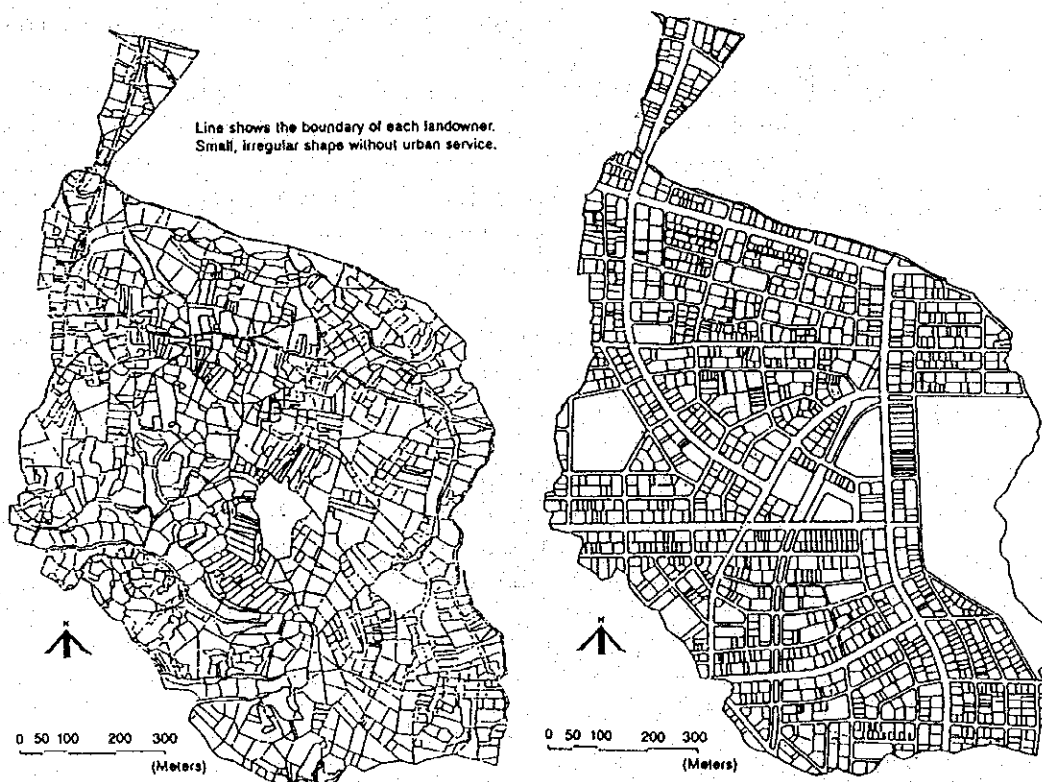 Line shows the boundary of each landowner.
Small, irregular shape without urban service.
N
0 50 100 200 300
(Meters)
N
0 50 100 200 300
(Meters)